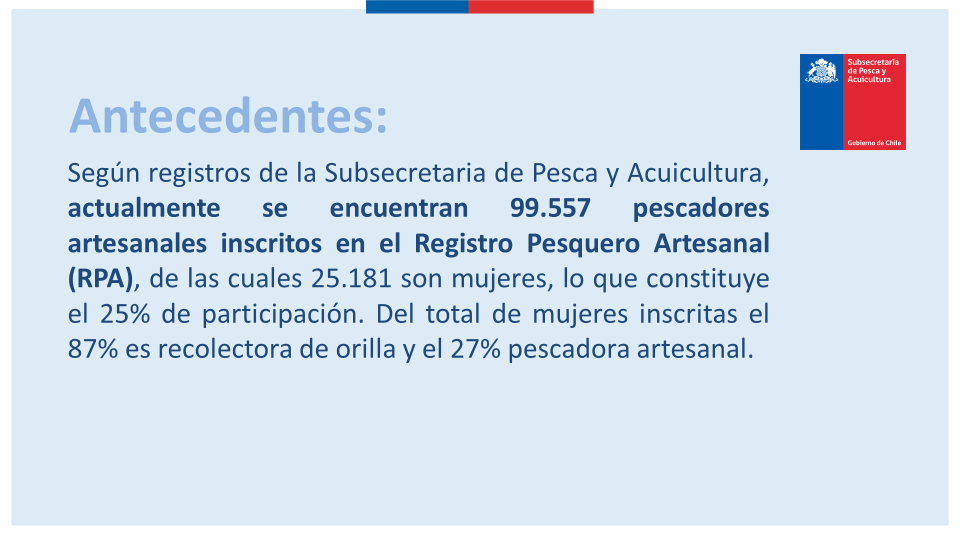 Subsecretaría
de Pesca y
Acuicultura
Gobierno de Chile
Antecedentes:
Según registros de la Subsecretaria de Pesca y Acuicultura,
actualmente se encuentran 99.557 pescadores
artesanales inscritos en el Registro Pesquero Artesanal
(RPA), de las cuales 25.181 son mujeres, lo que constituye
el 25% de participación. Del total de mujeres inscritas el
87% es recolectora de orilla y el 27% pescadora artesanal.